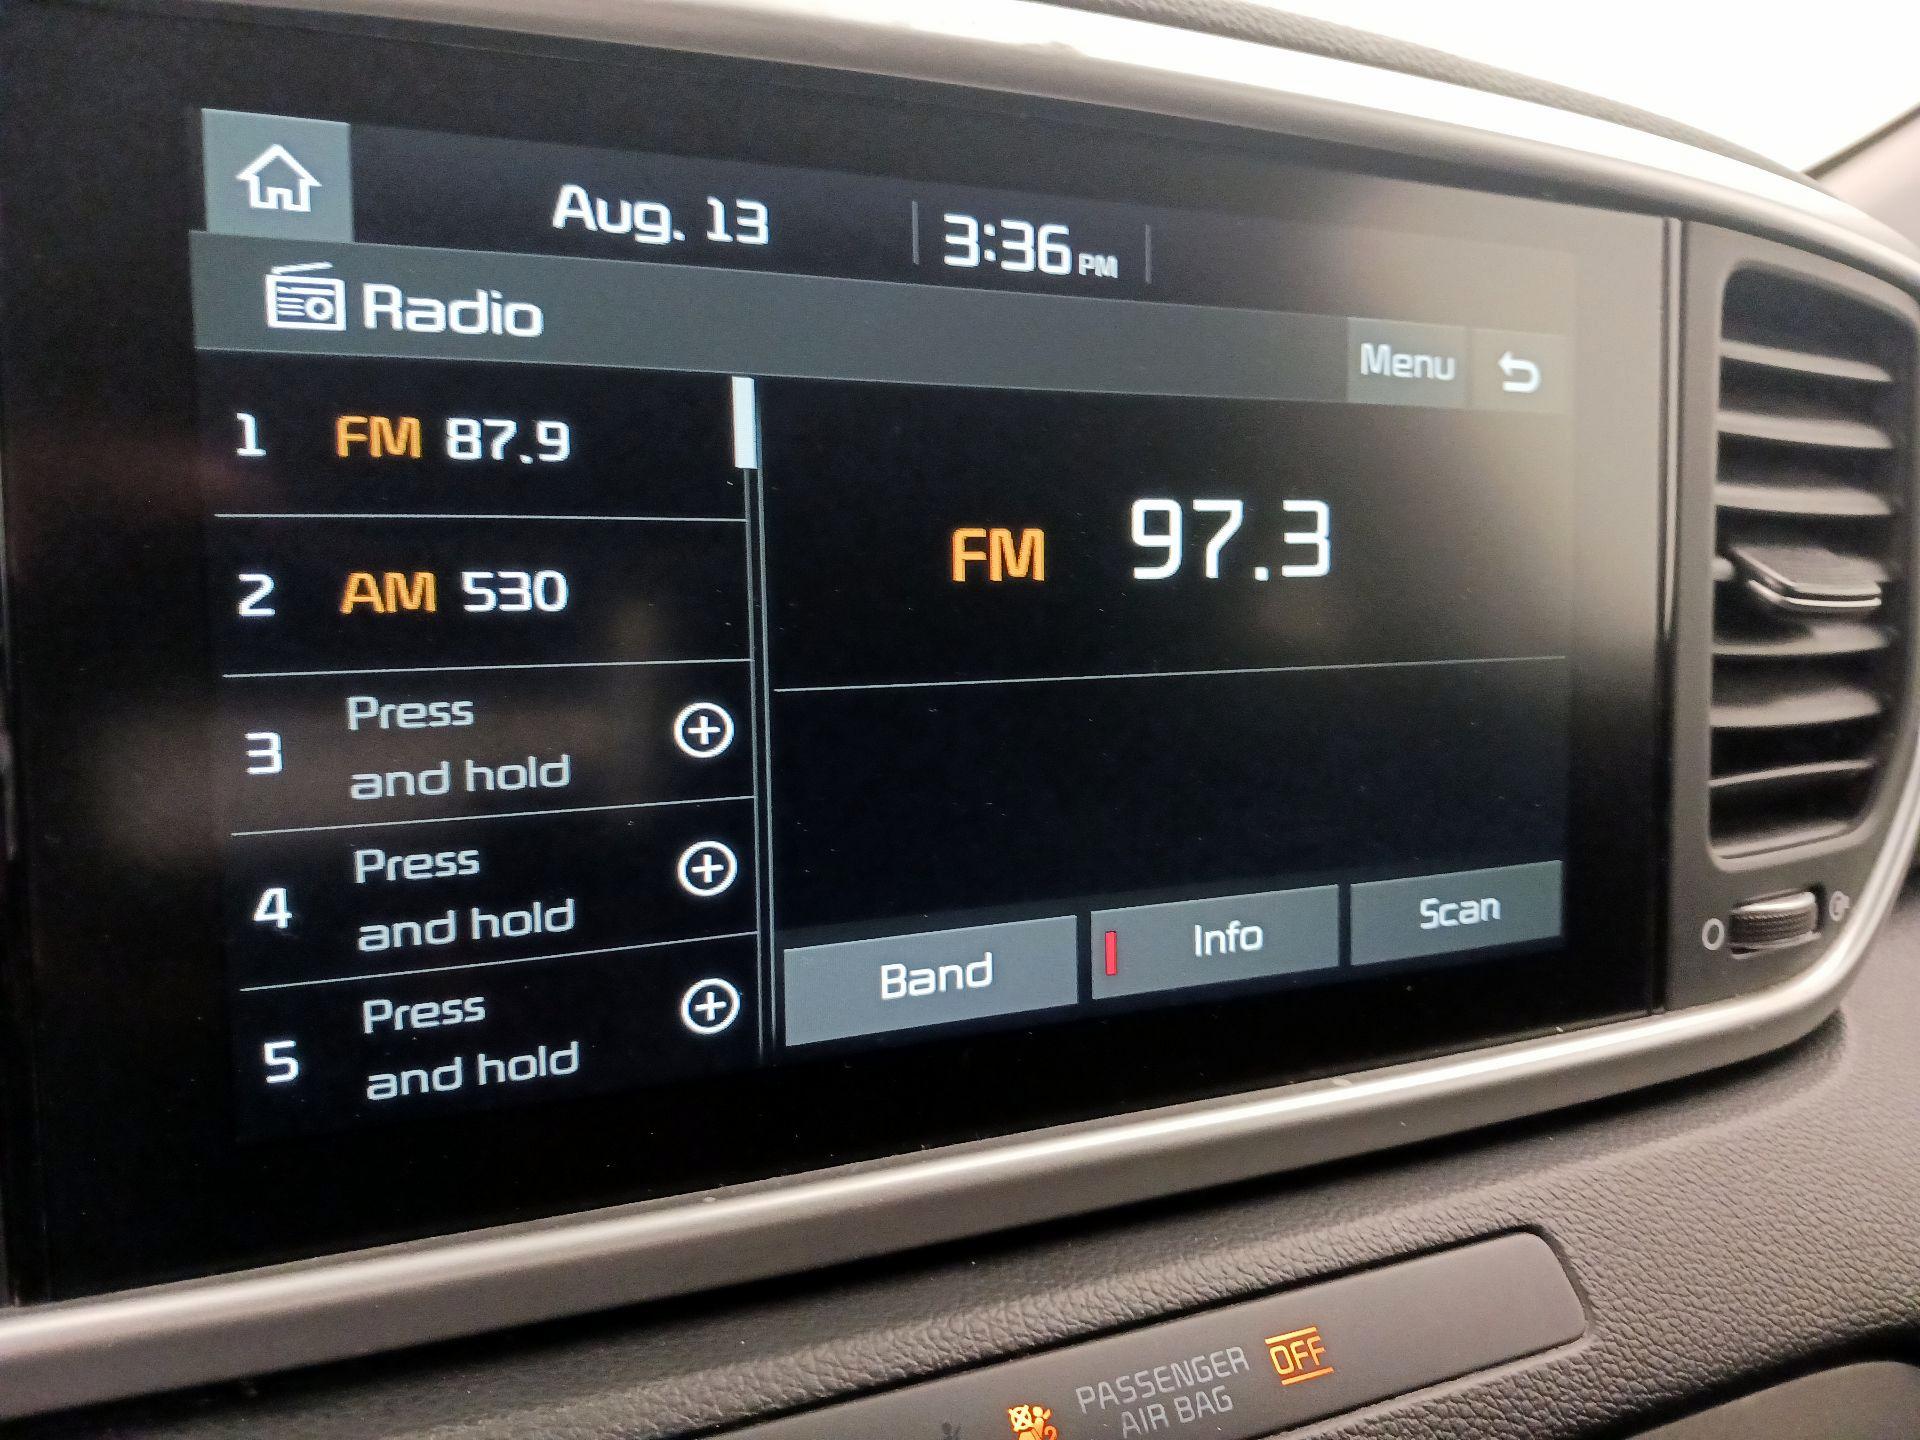 Aug. 13 3:36 PM
Radio
Menu
1 FM 87.9
2 AM 530
3 Press
and hold
4 Press
and hold
5 Press
and hold
FM 97.3
Band
Info
Scan
PASSENGER
AIR BAG
OFF